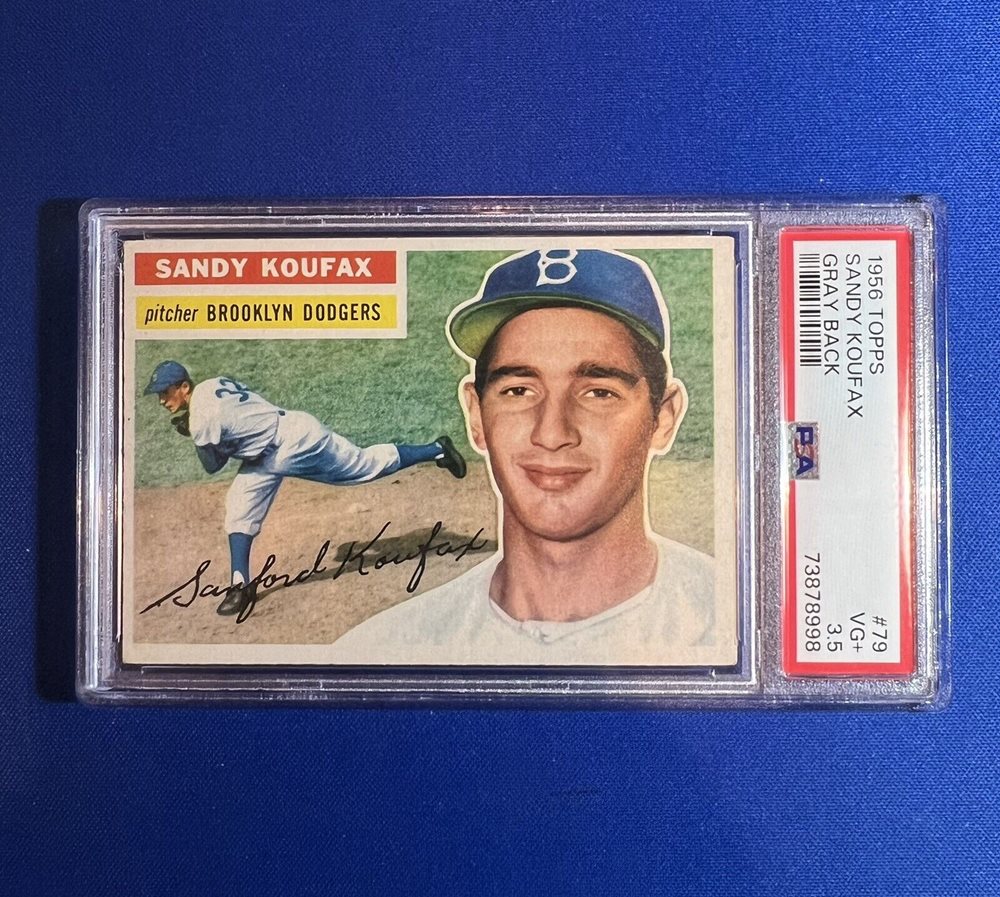 SANDY KOUFAX
pitcher BROOKLYN DODGERS
B
32
Sanford Koufax
1956 TOPPS
SANDY KOUFAX
GRAY BACK
PSA
#79
VG+
3.5
73878998